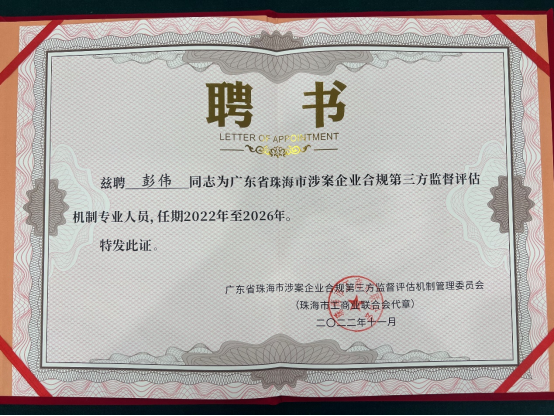 聘 书
LETTER OF APPOINTMENT
兹聘 彭伟 同志为广东省珠海市涉案企业合规第三方监督评估
机制专业人员,任期2022年至2026年。
特发此证。
广东省珠海市涉案企业合规第三方监督评估机制管理委员会
（珠海市工商业联合会代章）
二〇二二年十一月